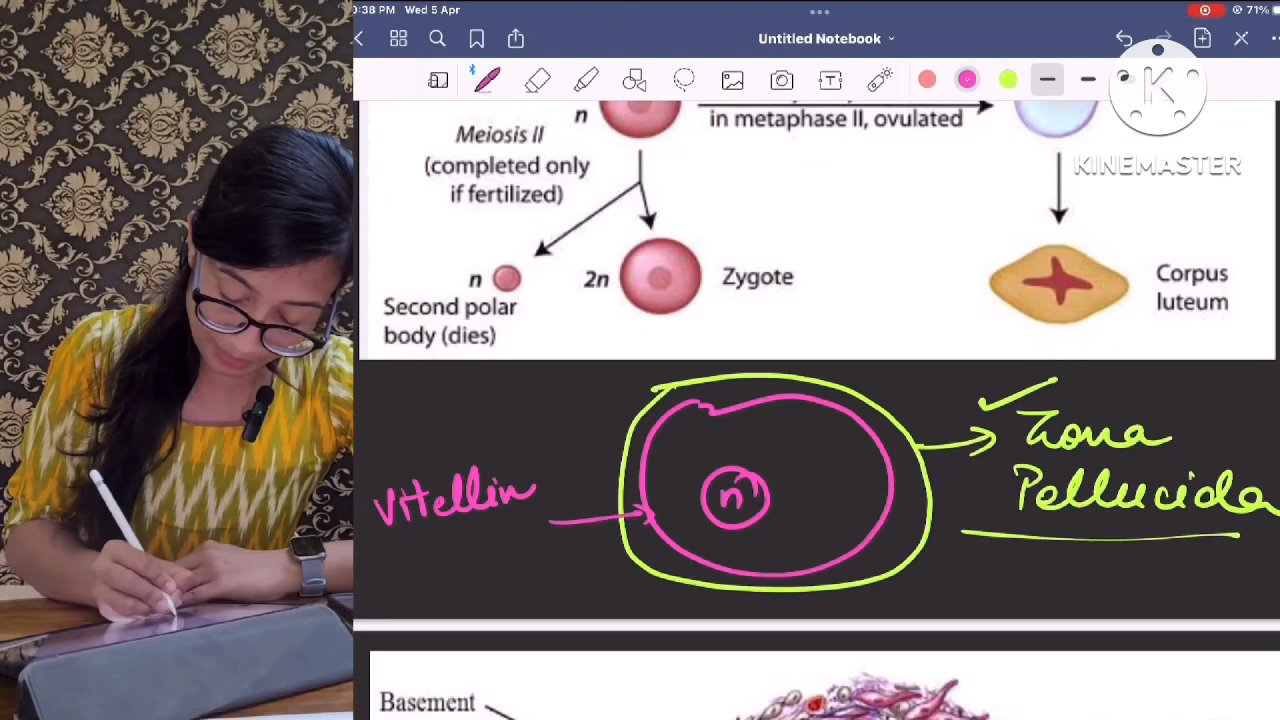 0:38 PM Wed 5 Apr
71%
Untitled Notebook
KINEMASTER
n
in metaphase II, ovulated
Meiosis II
(completed only
if fertilized)
n
2n
Zygote
Second polar
body (dies)
Corpus
luteum
Zona
Pellucida
Vitellin
n
Basement